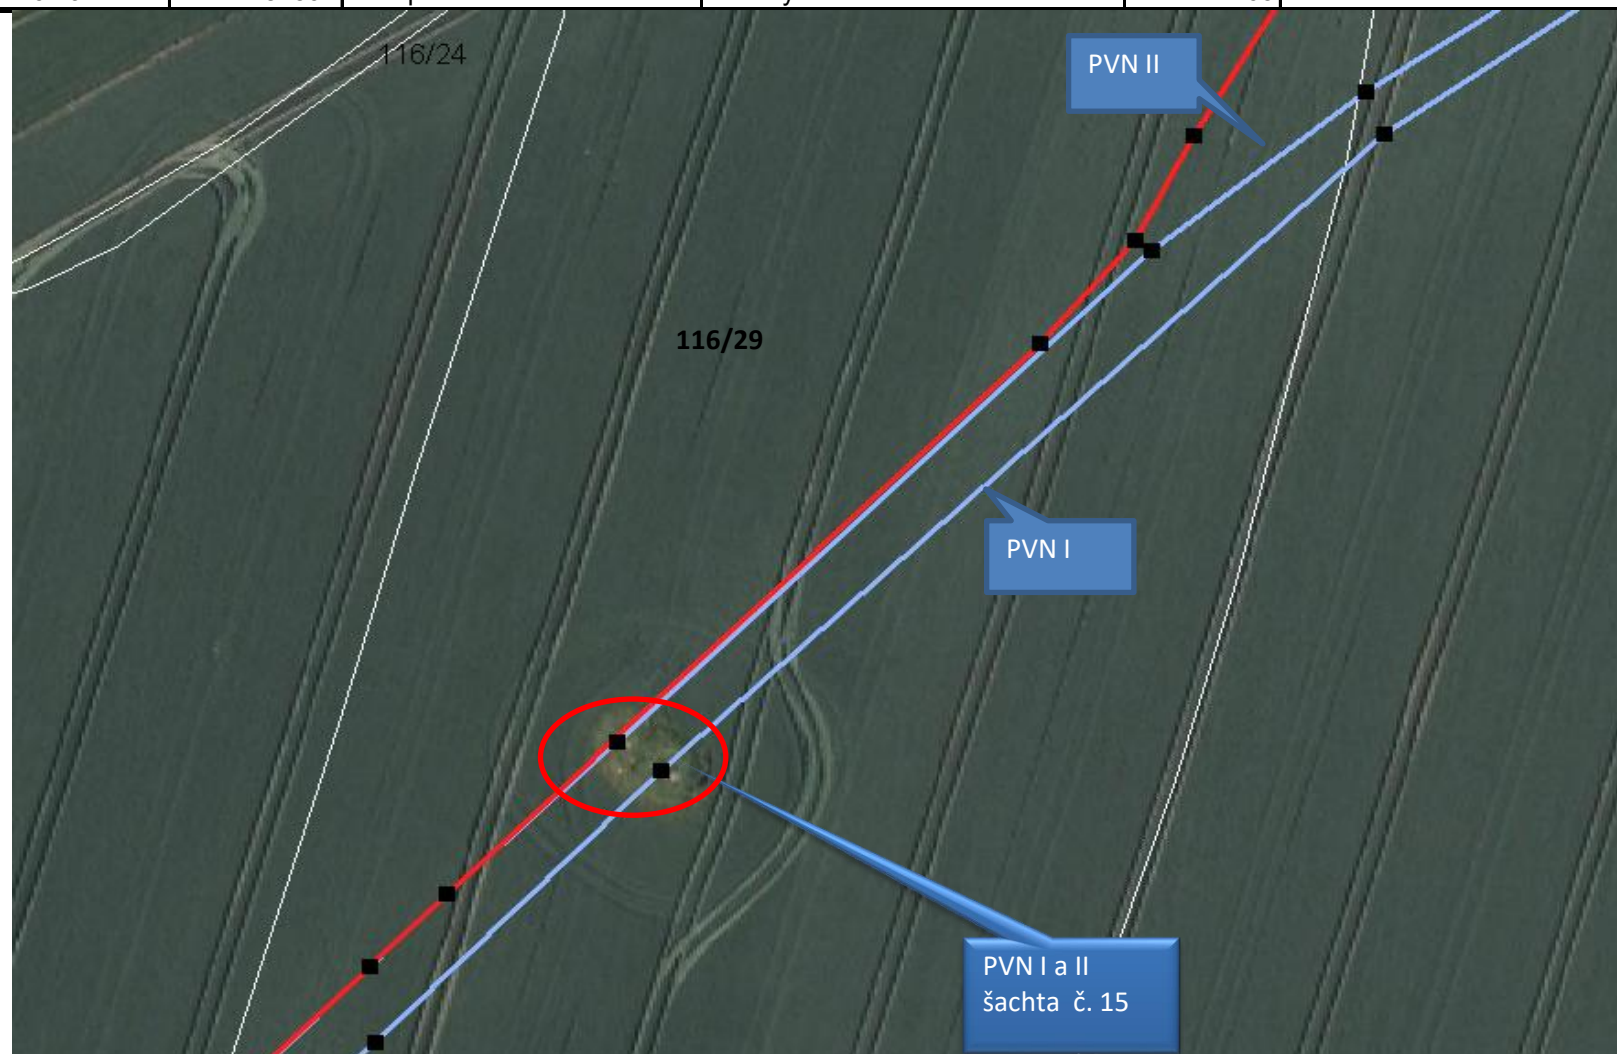 116/24
PVN II
116/29
PVN I
PVN I a II
šachta č. 15